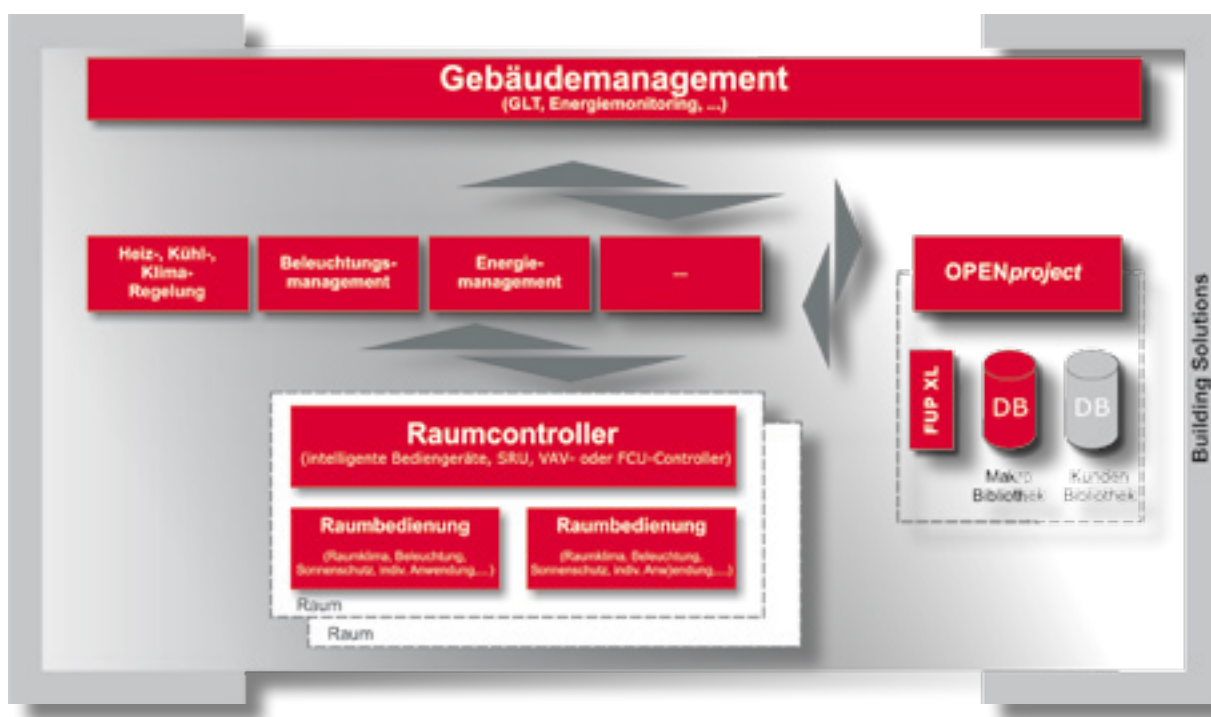 Gebäudemanagement
(GLT, Energiemonitoring, ...)
Heiz-, Kühl-,
Klima-
Regelung
Beleuchtungs-
management
Energie-
management
...
OPENproject
FUP XL
DB
DB
Makro
Bibliothek
Kunden
Bibliothek
Building Solutions
Raumcontroller
(intelligente Bediengeräte, SRU, VAV- oder FCU-Controller)
Raumbedienung
(Raumklima, Beleuchtung,
Sonnenschutz, indiv. Anwendung,...)
Raumbedienung
(Raumklima, Beleuchtung,
Sonnenschutz, indiv. Anw)endung,...)
Raum
Raum